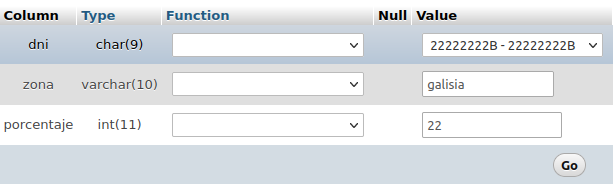 Column Type Function Null Value
dni char(9) 22222222B - 22222222B
zona varchar(10) galisia
porcentaje int(11) 22
Go